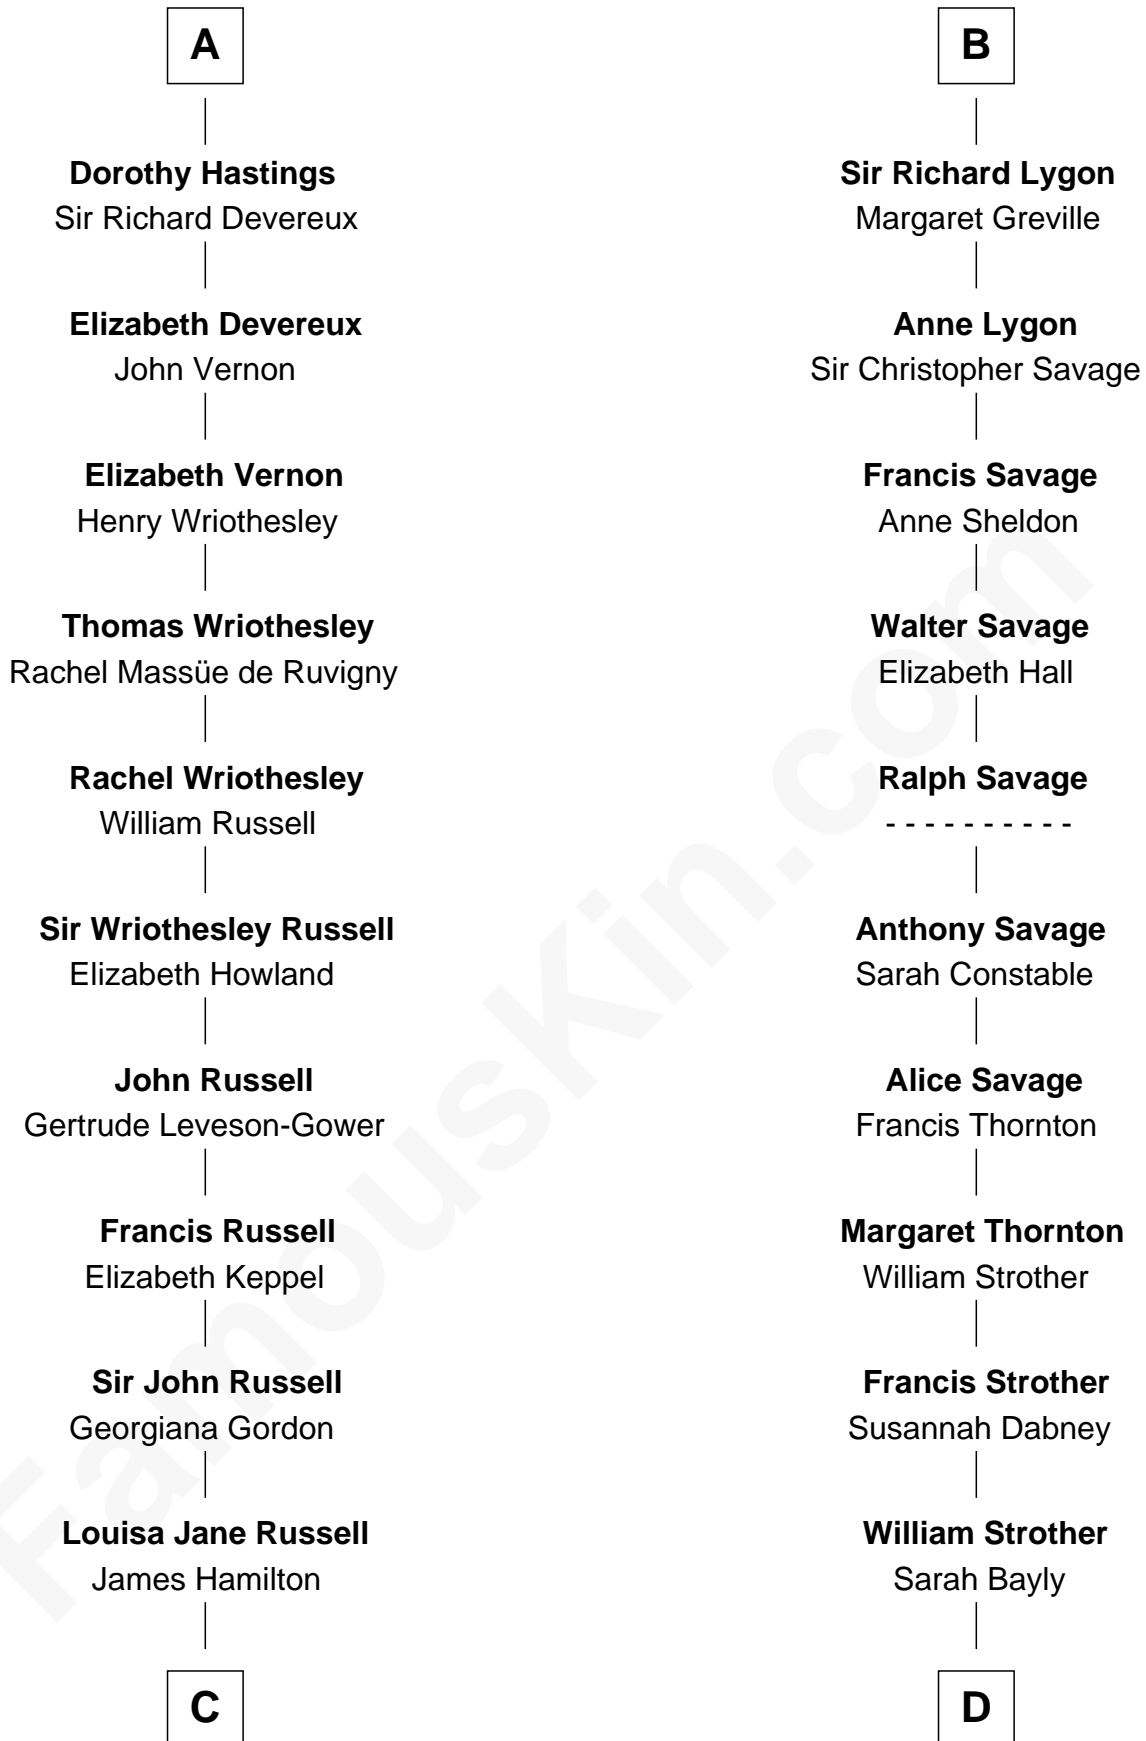 A
Dorothy Hastings
Sir Richard Devereux
Elizabeth Devereux
John Vernon
Elizabeth Vernon
Henry Wriothesley
Thomas Wriothesley
Rachel Massüe de Ruvigny
Rachel Wriothesley
William Russell
Sir Wriothesley Russell
Elizabeth Howland
John Russell
Gertrude Leveson-Gower
Francis Russell
Elizabeth Keppel
Sir John Russell
Georgiana Gordon
Louisa Jane Russell
James Hamilton
C
B
Sir Richard Lygon
Margaret Greville
Anne Lygon
Sir Christopher Savage
Francis Savage
Anne Sheldon
Walter Savage
Elizabeth Hall
Ralph Savage
- - - - - - - - - -
Anthony Savage
Sarah Constable
Alice Savage
Francis Thornton
Margaret Thornton
William Strother
Francis Strother
Susannah Dabney
William Strother
Sarah Bayly
D
FamousKin.com